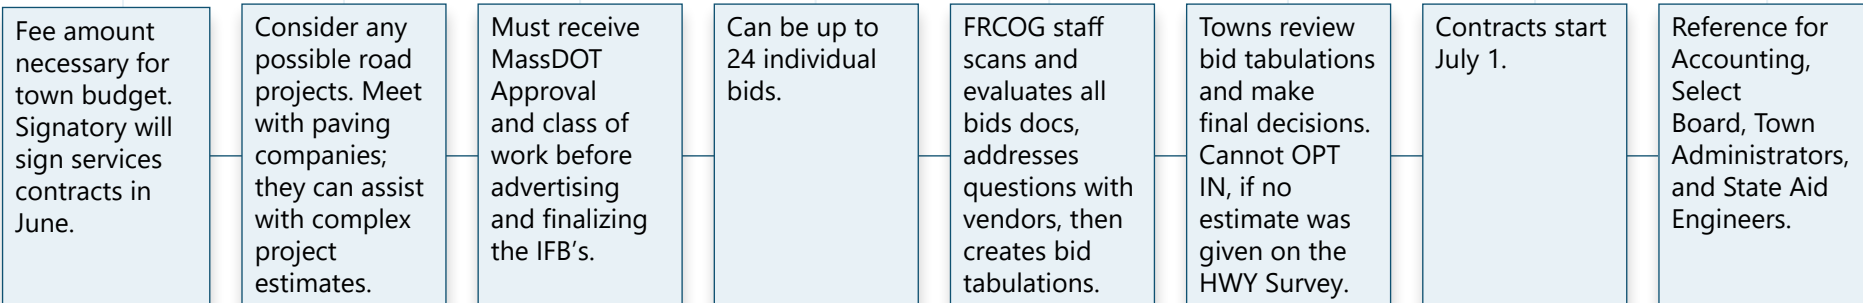 Fee amount
necessary for
town budget.
Signatory will
sign services
contracts in
June.
Consider any
possible road
projects. Meet
with paving
companies;
they can assist
with complex
project
estimates.
Must receive
MassDOT
Approval
and class of
work before
advertising
and finalizing
the IFB's.
Can be up to
24 individual
bids.
FRCOG staff
scans and
evaluates all
bids docs,
addresses
questions with
vendors, then
creates bid
tabulations.
Towns review
bid tabulations
and make
final decisions.
Cannot OPT
IN, if no
estimate was
given on the
HWY Survey.
Contracts start
July 1.
Reference for
Accounting,
Select
Board, Town
Administrators,
and State Aid
Engineers.